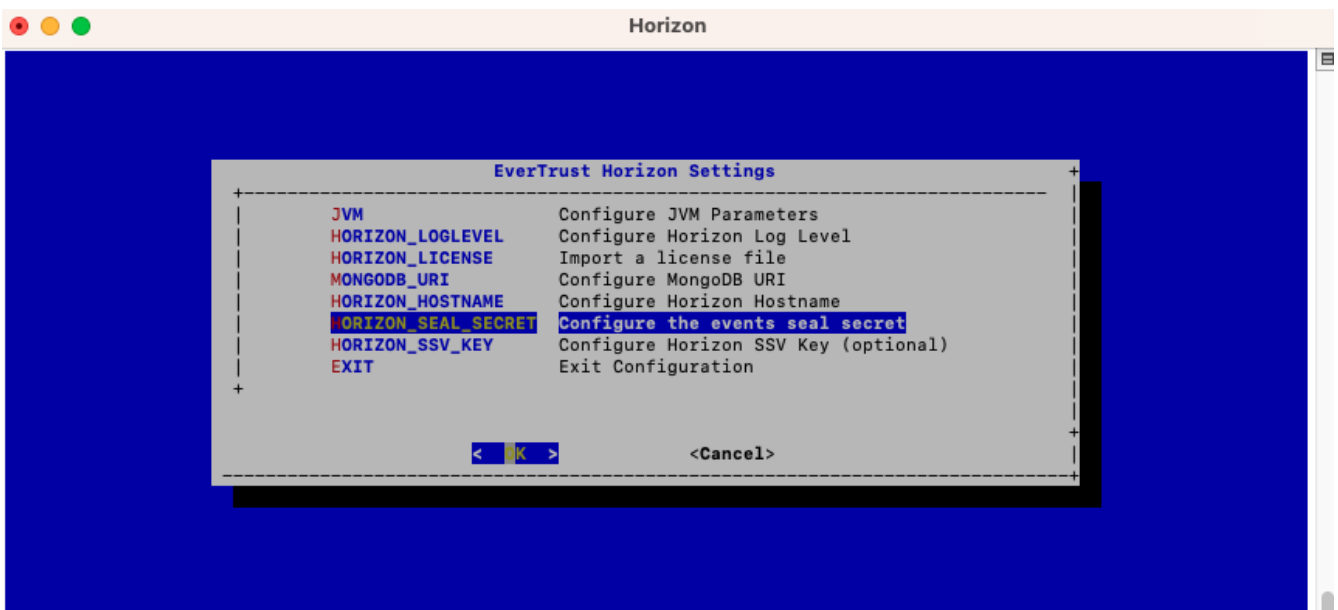 Horizon
EverTrust Horizon Settings
JVM Configure JVM Parameters
HORIZON_LOGLEVEL Configure Horizon Log Level
HORIZON_LICENSE Import a license file
MONGODB_URI Configure MongoDB URI
HORIZON_HOSTNAME Configure Horizon Hostname
HORIZON_SEAL_SECRET Configure the events seal secret
HORIZON_SSV_KEY Configure Horizon SSV Key (optional)
EXIT Exit Configuration
< OK > <Cancel>